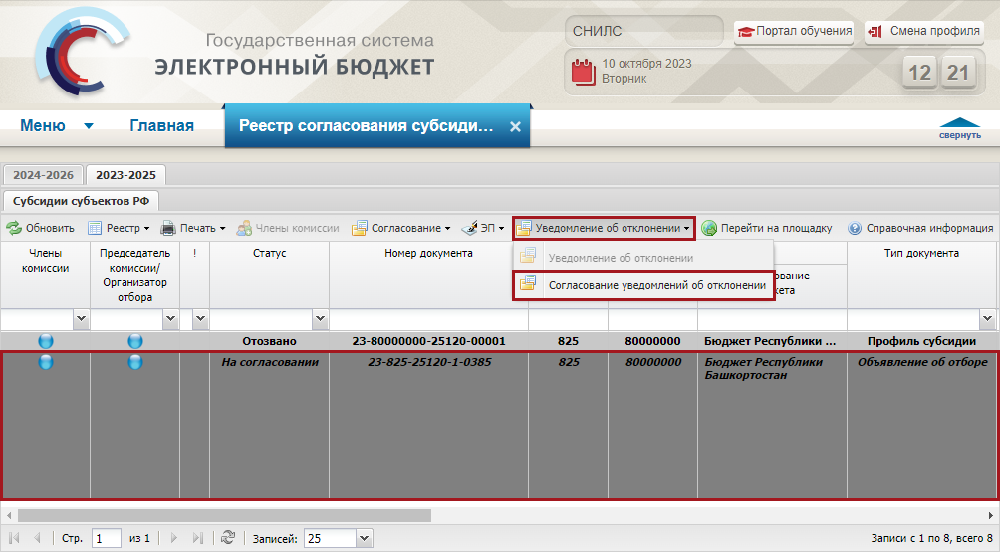 Государственная система
ЭЛЕКТРОННЫЙ БЮДЖЕТ
СНИЛС
Портал обучения
Смена профиля
10 октября 2023
Вторник
12 21
Меню
Главная
Реестр согласования субсиди...
свернуть
2024-2026
2023-2025
Субсидии субъектов РФ
Обновить
Реестр
Печать
Члены комиссии
Согласование
ЭП
Уведомление об отклонении
Перейти на площадку
Справочная информация
Уведомление об отклонении
Согласование уведомлений об отклонении
Члены
комиссии
Председатель
комиссии/
Организатор
отбора
!
Статус
Номер документа
Тип документа
Отозвано
23-80000000-25120-00001
825
80000000
Бюджет Республики ...
Профиль субсидии
На согласовании
23-825-25120-1-0385
825
80000000
Бюджет Республики
Башкортостан
Объявление об отборе
Стр. 1 из 1
Записей: 25
Записи с 1 по 8, всего 8